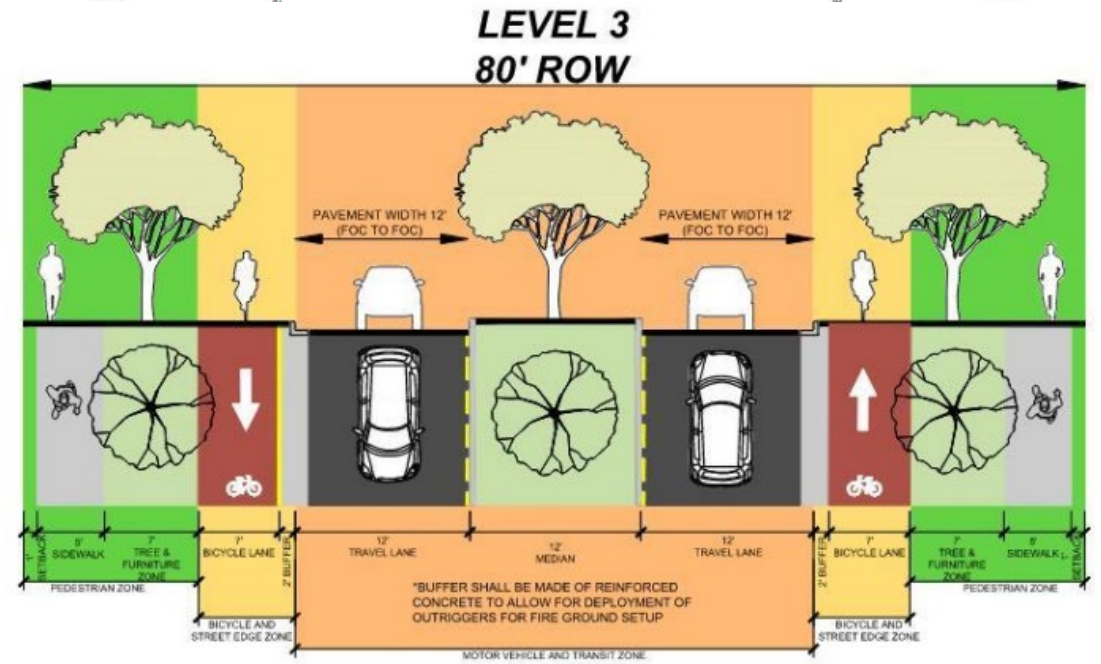 LEVEL 3
80' ROW
PAVEMENT WIDTH 12'
(FOC TO FOC)
PAVEMENT WIDTH 12'
(FOC TO FOC)
1'
SETBACK
5'
SIDEWALK
7'
TREE &
FURNITURE
ZONE
7'
BICYCLE LANE
2' BUFFER
12'
TRAVEL LANE
12'
MEDIAN
12'
TRAVEL LANE
2' BUFFER
7'
BICYCLE LANE
7'
TREE &
FURNITURE
ZONE
5'
SIDEWALK
1'
SETBACK
PEDESTRIAN ZONE
PEDESTRIAN ZONE
"BUFFER SHALL BE MADE OF REINFORCED
CONCRETE TO ALLOW FOR DEPLOYMENT OF
OUTRIGGERS FOR FIRE GROUND SETUP
BICYCLE AND
STREET EDGE ZONE
BICYCLE AND
STREET EDGE ZONE
MOTOR VEHICLE AND TRANSIT ZONE